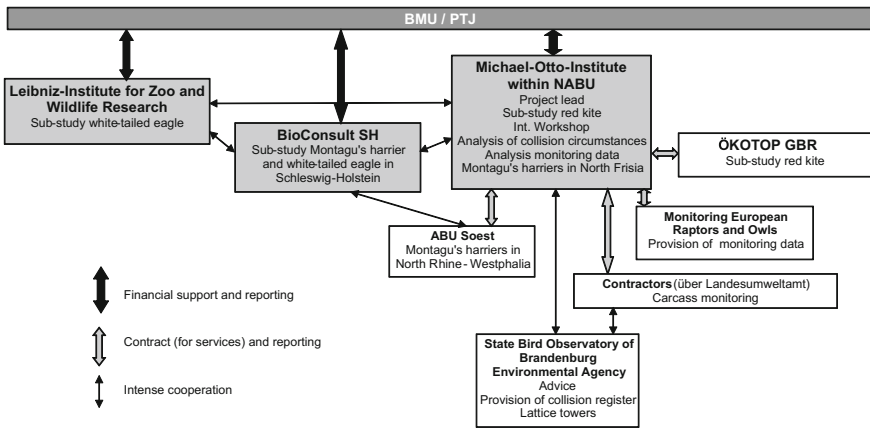 BMU / PTJ
Leibniz-Institute for Zoo and
Wildlife Research
Sub-study white-tailed eagle
BioConsult SH
Sub-study Montagu's harrier
and white-tailed eagle in
Schleswig-Holstein
Michael-Otto-Institute
within NABU
Project lead
Sub-study red kite
Int. Workshop
Analysis of collision circumstances
Analysis monitoring data
Montagu's harriers in North Frisia
ÖKOTOP GBR
Sub-study red kite
Monitoring European
Raptors and Owls
Provision of monitoring data
ABU Soest
Montagu's harriers in
North Rhine - Westphalia
Contractors (über Landesumweltamt)
Carcass monitoring
State Bird Observatory of
Brandenburg
Environmental Agency
Advice
Provision of collision register
Lattice towers
Financial support and reporting
Contract (for services) and reporting
Intense cooperation